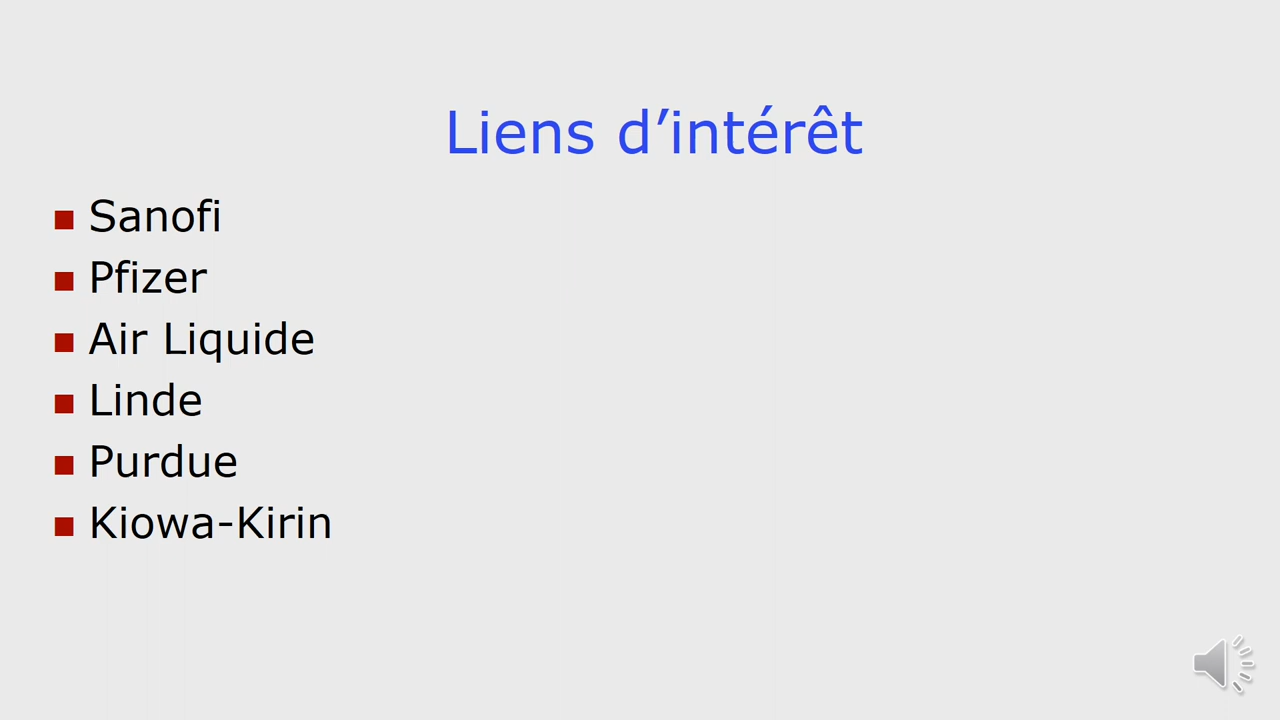 Liens d’intérêt
Sanofi
Pfizer
Air Liquide
Linde
Purdue
Kiowa-Kirin